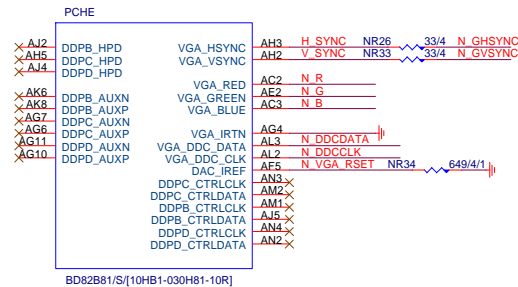 PCHE
AJ2 DDPB_HPD VGA_HSYNC AH3 H_SYNC NR26 33/4 N_GHSYNC
AH5 DDPC_HPD VGA_VSYNC AH2 V_SYNC NR33 33/4 N_GVSYNC
AJ4 DDPD_HPD
VGA_RED AC2 N_R
AK6 DDPB_AUXN VGA_GREEN AE2 N_G
AK8 DDPB_AUXP VGA_BLUE AC3 N_B
AG7 DDPC_AUXN
AG6 DDPC_AUXP VGA_IRTN AG4
AG11 DDPD_AUXN VGA_DDC_DATA AL3 N_DDCDATA
AG10 DDPD_AUXP VGA_DDC_CLK AL2 N_DDCCLK
DAC_IREF AF5 N_VGA_RSET NR34 649/4/1
DDPC_CTRLCLK AN3
DDPC_CTRLDATA AM2
DDPB_CTRLCLK AM1
DDPB_CTRLDATA AJ5
DDPD_CTRLCLK AN4
DDPD_CTRLDATA AN2
BD82B81/S/[10HB1-030H81-10R]